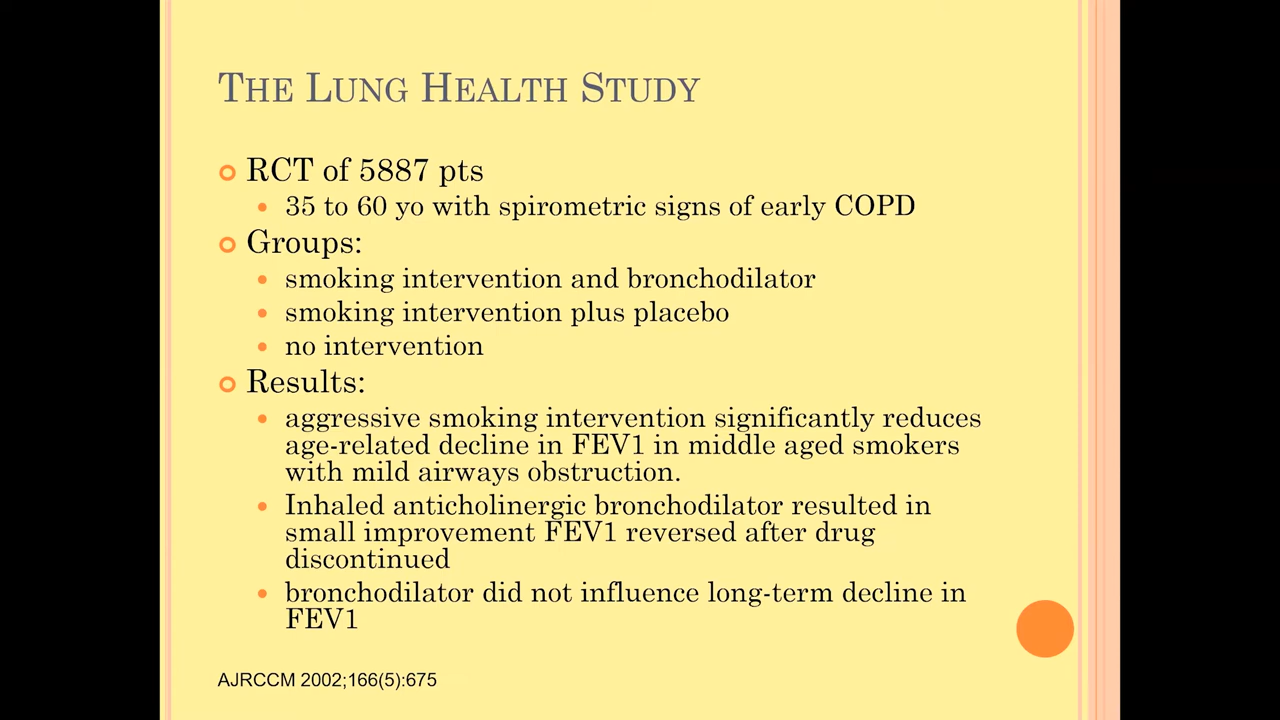 The Lung Health Study
RCT of 5887 pts
35 to 60 yo with spirometric signs of early COPD
Groups:
smoking intervention and bronchodilator
smoking intervention plus placebo
no intervention
Results:
aggressive smoking intervention significantly reduces
age-related decline in FEV1 in middle aged smokers
with mild airways obstruction.
Inhaled anticholinergic bronchodilator resulted in
small improvement FEV1 reversed after drug
discontinued
bronchodilator did not influence long-term decline in
FEV1
AJRCCM 2002;166(5):675